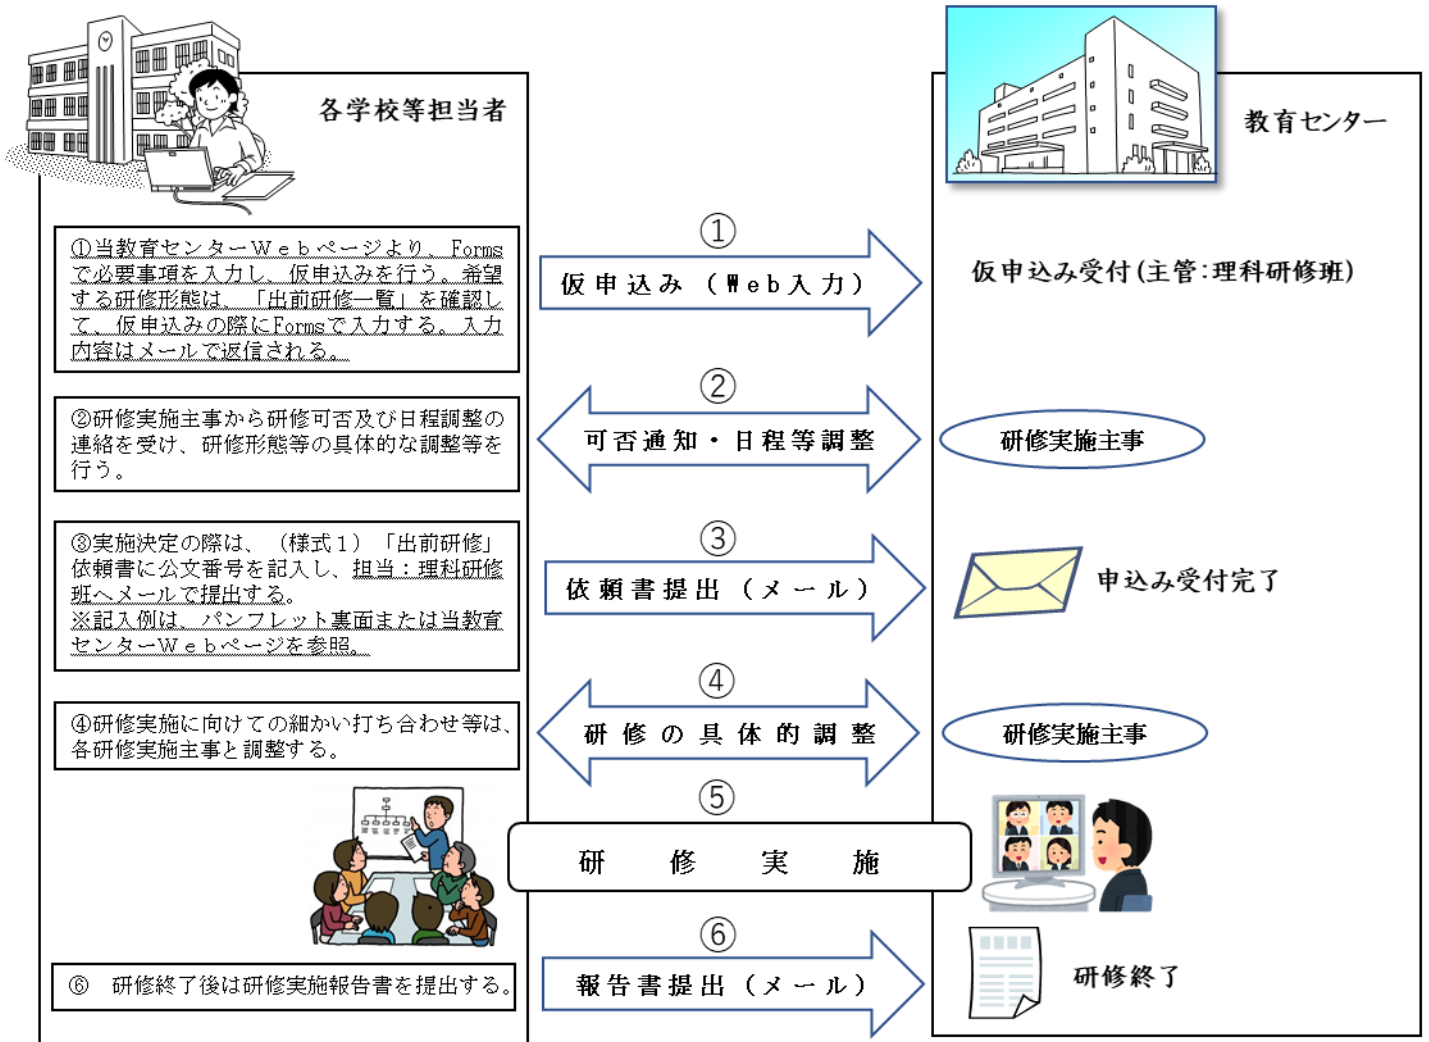 各学校等担当者
教育センター
①当教育センターＷｅｂページより、Forms
で必要事項を入力し、仮申込みを行う。希望
する研修形態は、「出前研修一覧」を確認し
て、仮申込みの際にFormsで入力する。入力
内容はメールで返信される。
①
仮申込み（Ｗｅｂ入力）
仮申込み受付(主管：理科研修班)
②研修実施主事から研修可否及び日程調整の
連絡を受け、研修形態等の具体的な調整等を
行う。
②
可否通知・日程等調整
研修実施主事
③実施決定の際は、（様式１）「出前研修」
依頼書に公文番号を記入し、担当：理科研修
班へメールで提出する。
※記入例は、パンフレット裏面または当教育
センターＷｅｂページを参照。
③
依頼書提出（メール）
申込み受付完了
④研修実施に向けての細かい打ち合わせ等は、
各研修実施主事と調整する。
④
研修の具体的調整
研修実施主事
⑤
研修実施
⑥　研修終了後は研修実施報告書を提出する。
⑥
報告書提出（メール）
研修終了